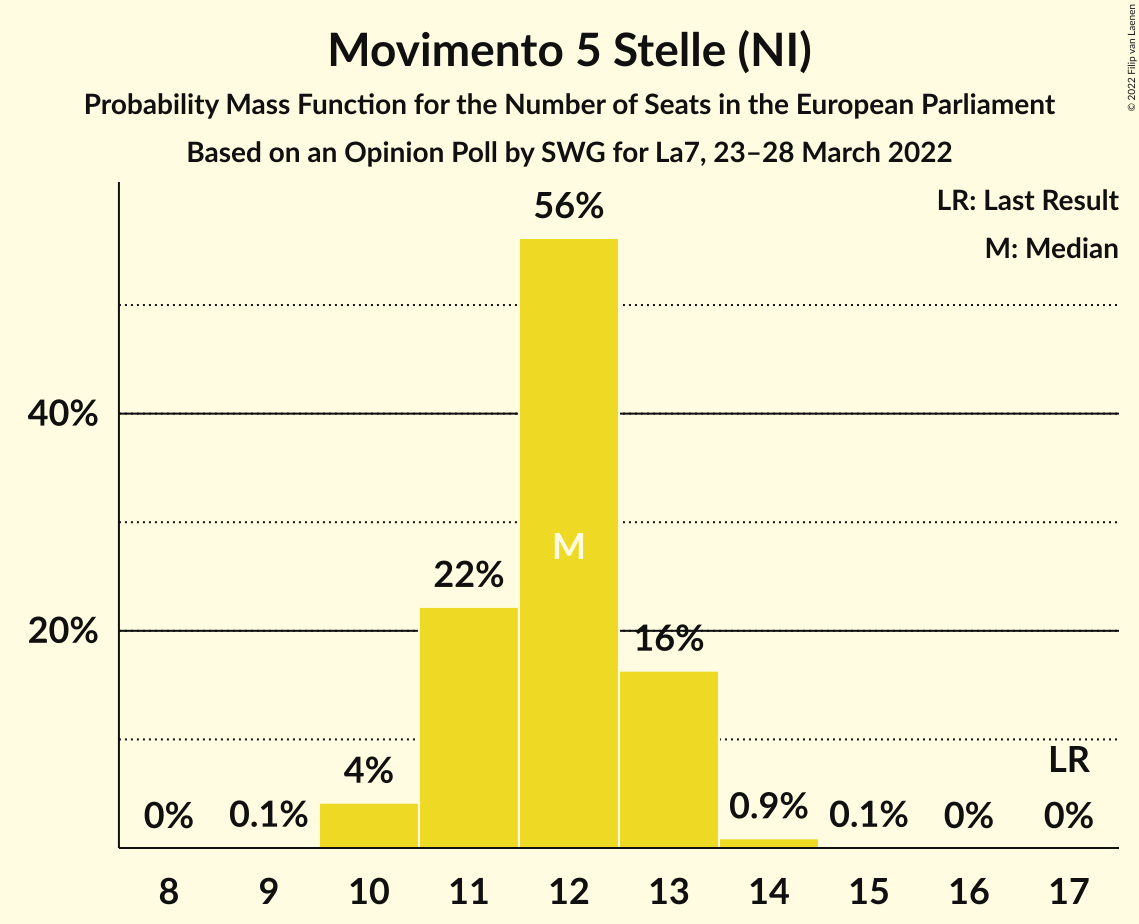 Movimento 5 Stelle (NI)
Probability Mass Function for the Number of Seats in the European Parliament
Based on an Opinion Poll by SWG for La7, 23–28 March 2022
© 2022 Filip van Laenen
LR: Last Result
M: Median
56%
40%
M
22%
20%
16%
LR
4%
0% 0.1% 0.9% 0.1% 0% 0%
8 9 10 11 12 13 14 15 16 17